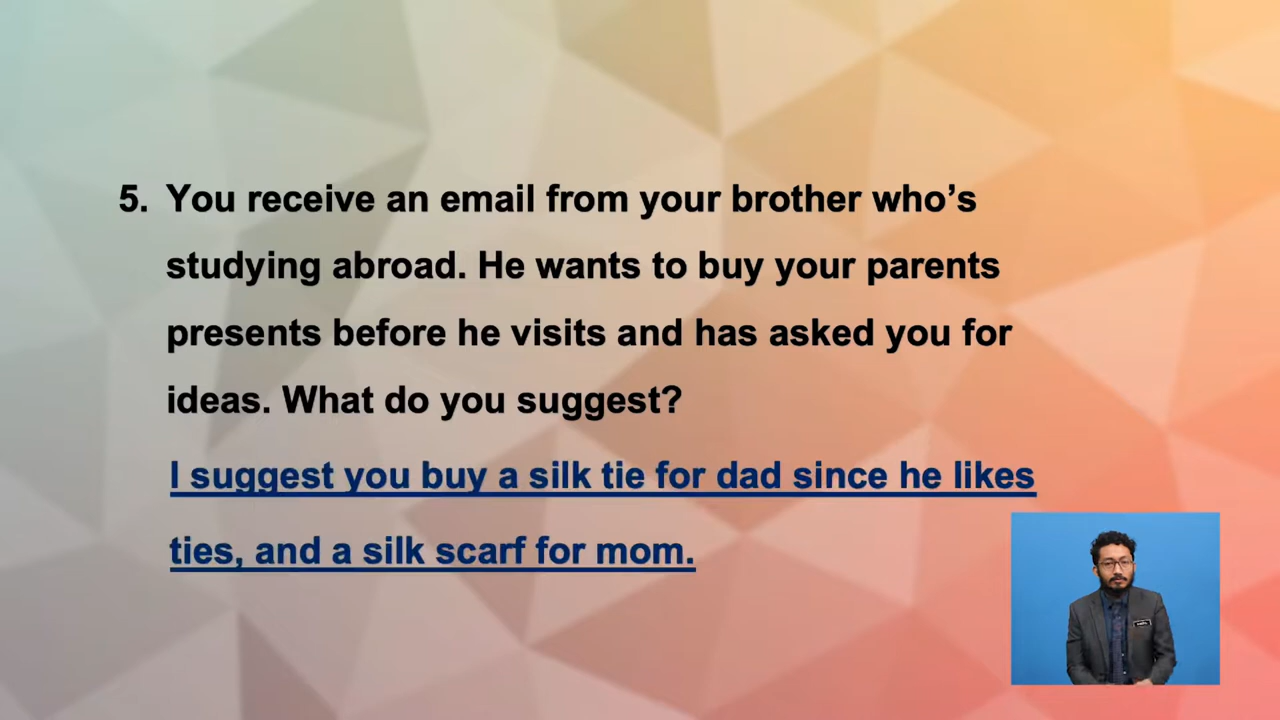 5. You receive an email from your brother who’s
studying abroad. He wants to buy your parents
presents before he visits and has asked you for
ideas. What do you suggest?
I suggest you buy a silk tie for dad since he likes
ties, and a silk scarf for mom.